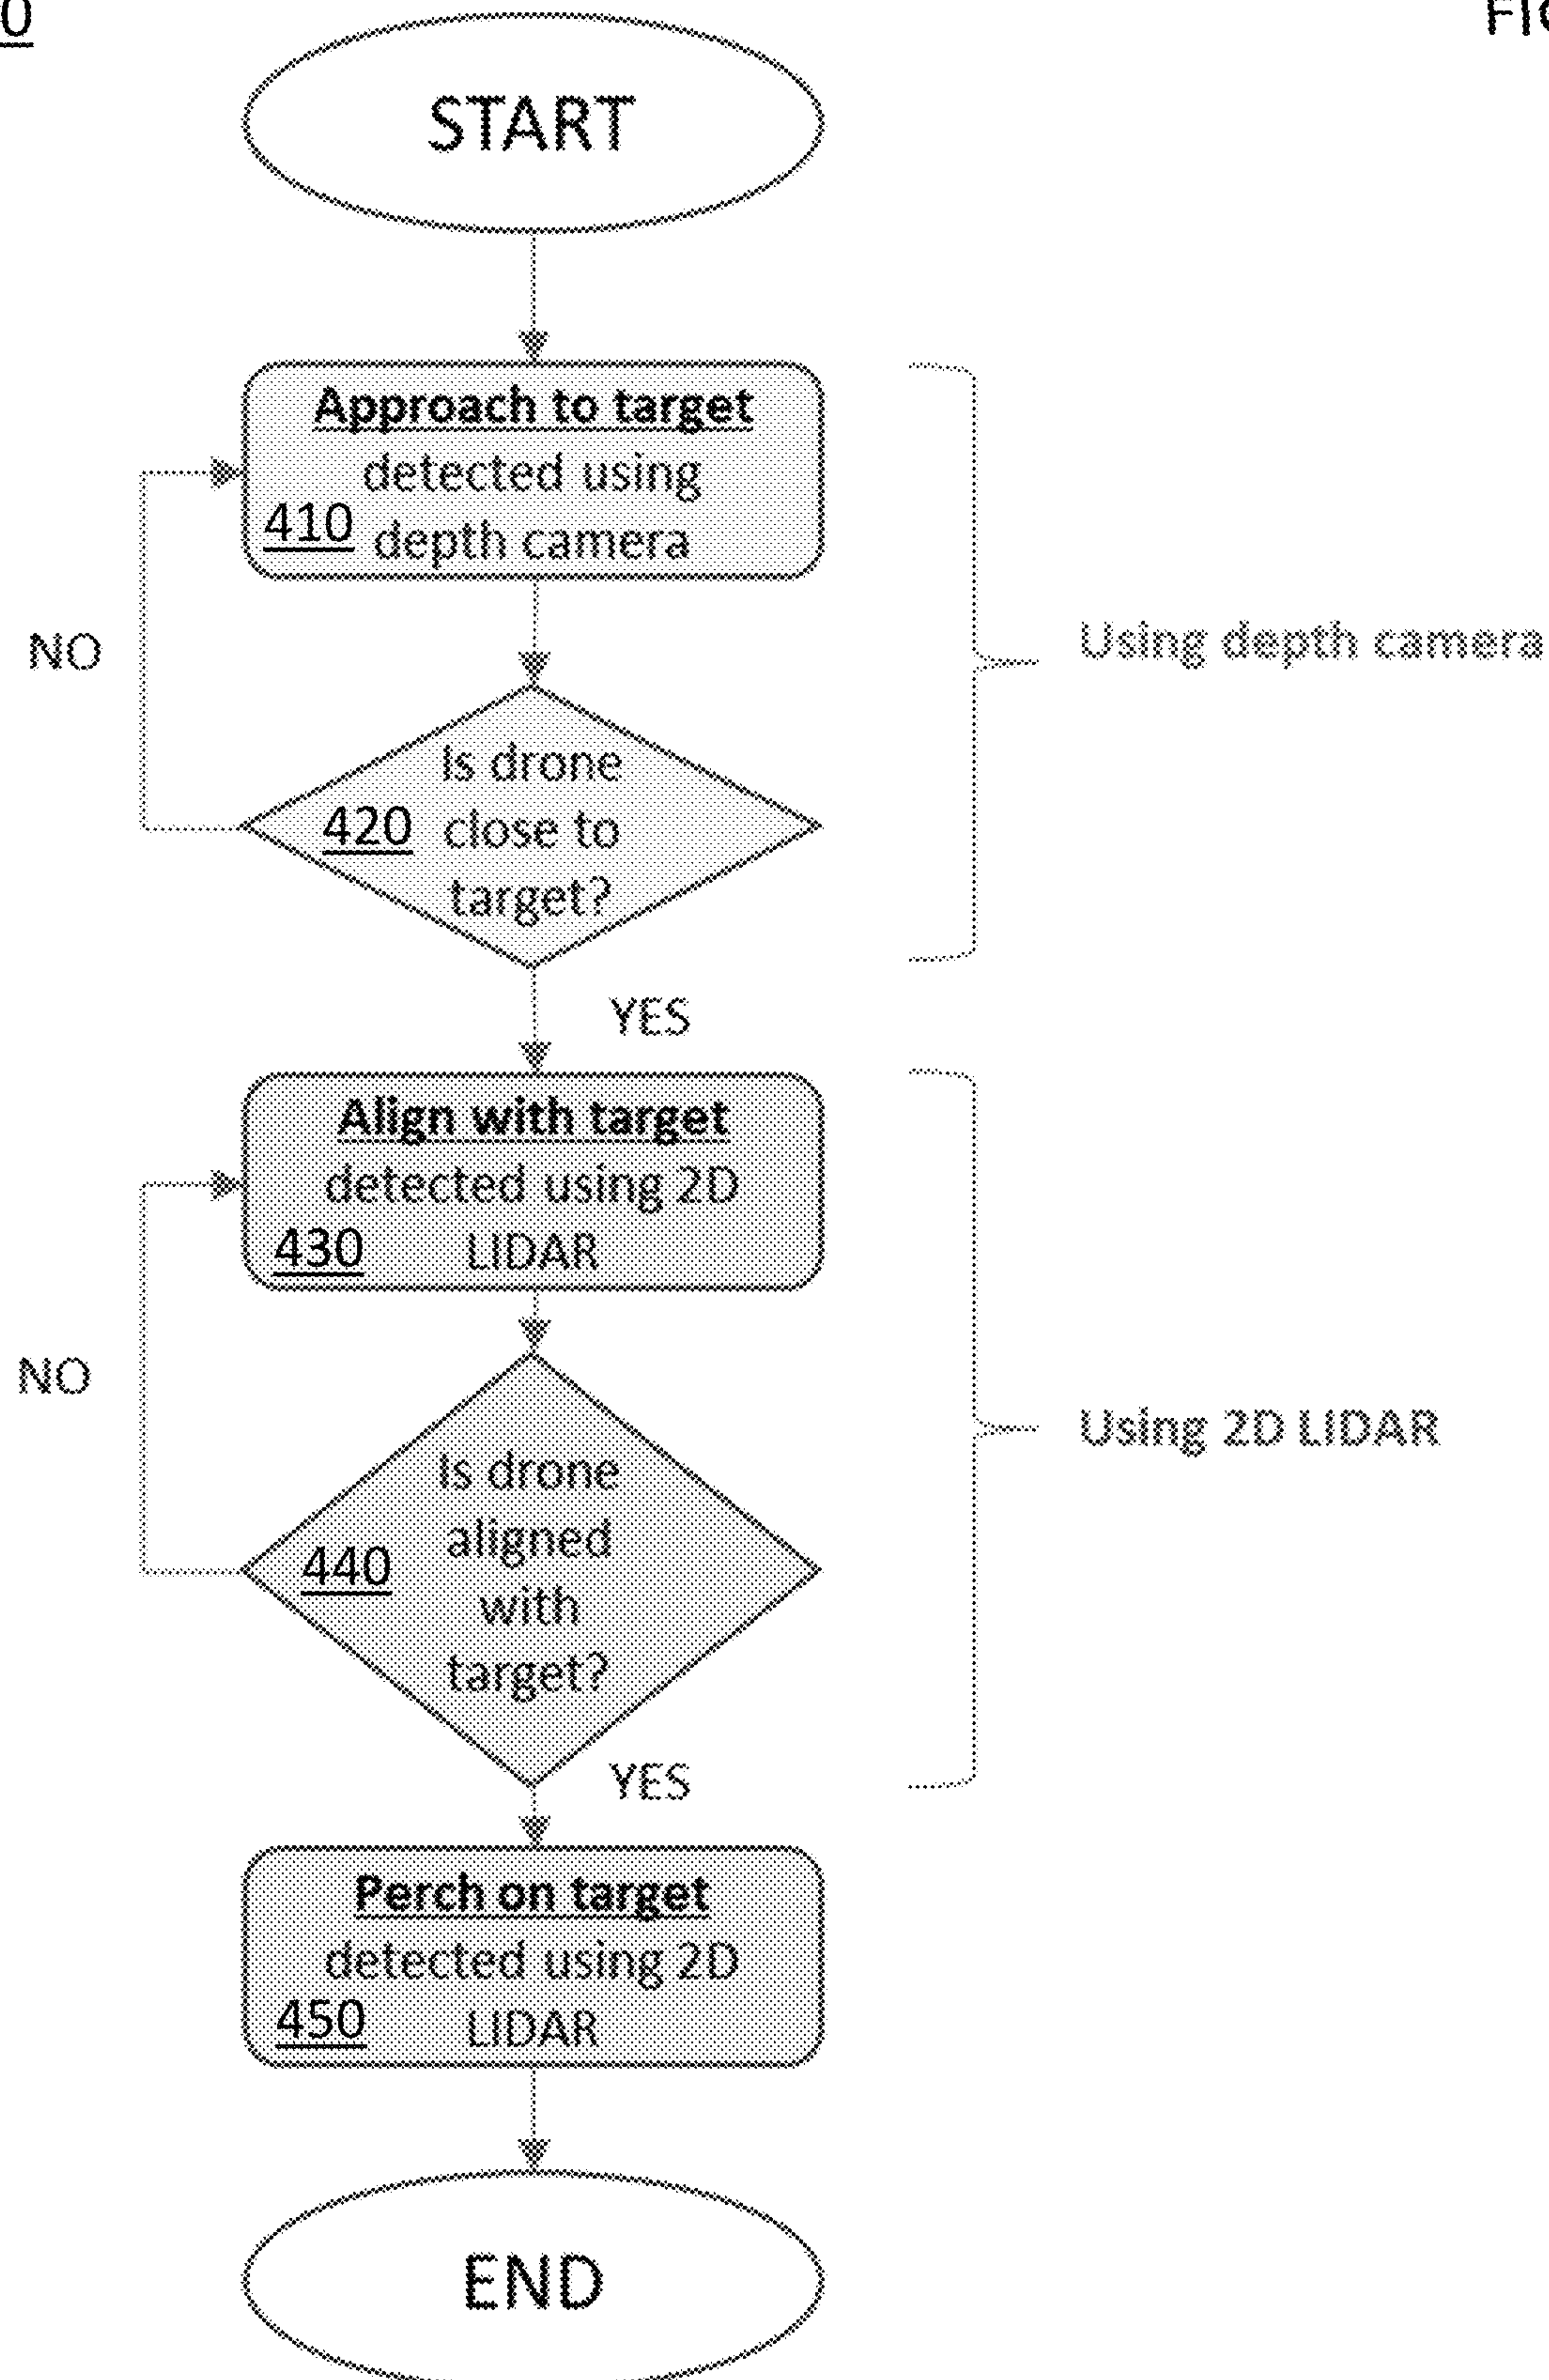 START
Approach to target
detected using
410 depth camera
NO
Using depth camera
Is drone
420 close to
target?
YES
Align with target
detected using 2D
430 LIDAR
NO
Using 2D LIDAR
Is drone
aligned
440
with
target?
YES
Perch on target
detected using 2D
450 LIDAR
END